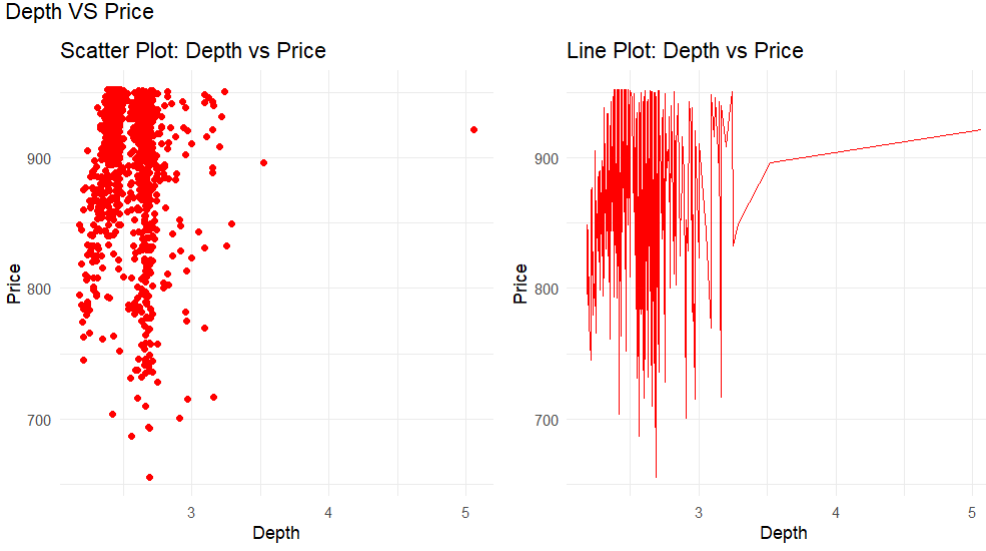 Depth VS Price
Scatter Plot: Depth vs Price
900
800
700
Price
3 4 5
Depth
Line Plot: Depth vs Price
900
800
700
Price
3 4 5
Depth